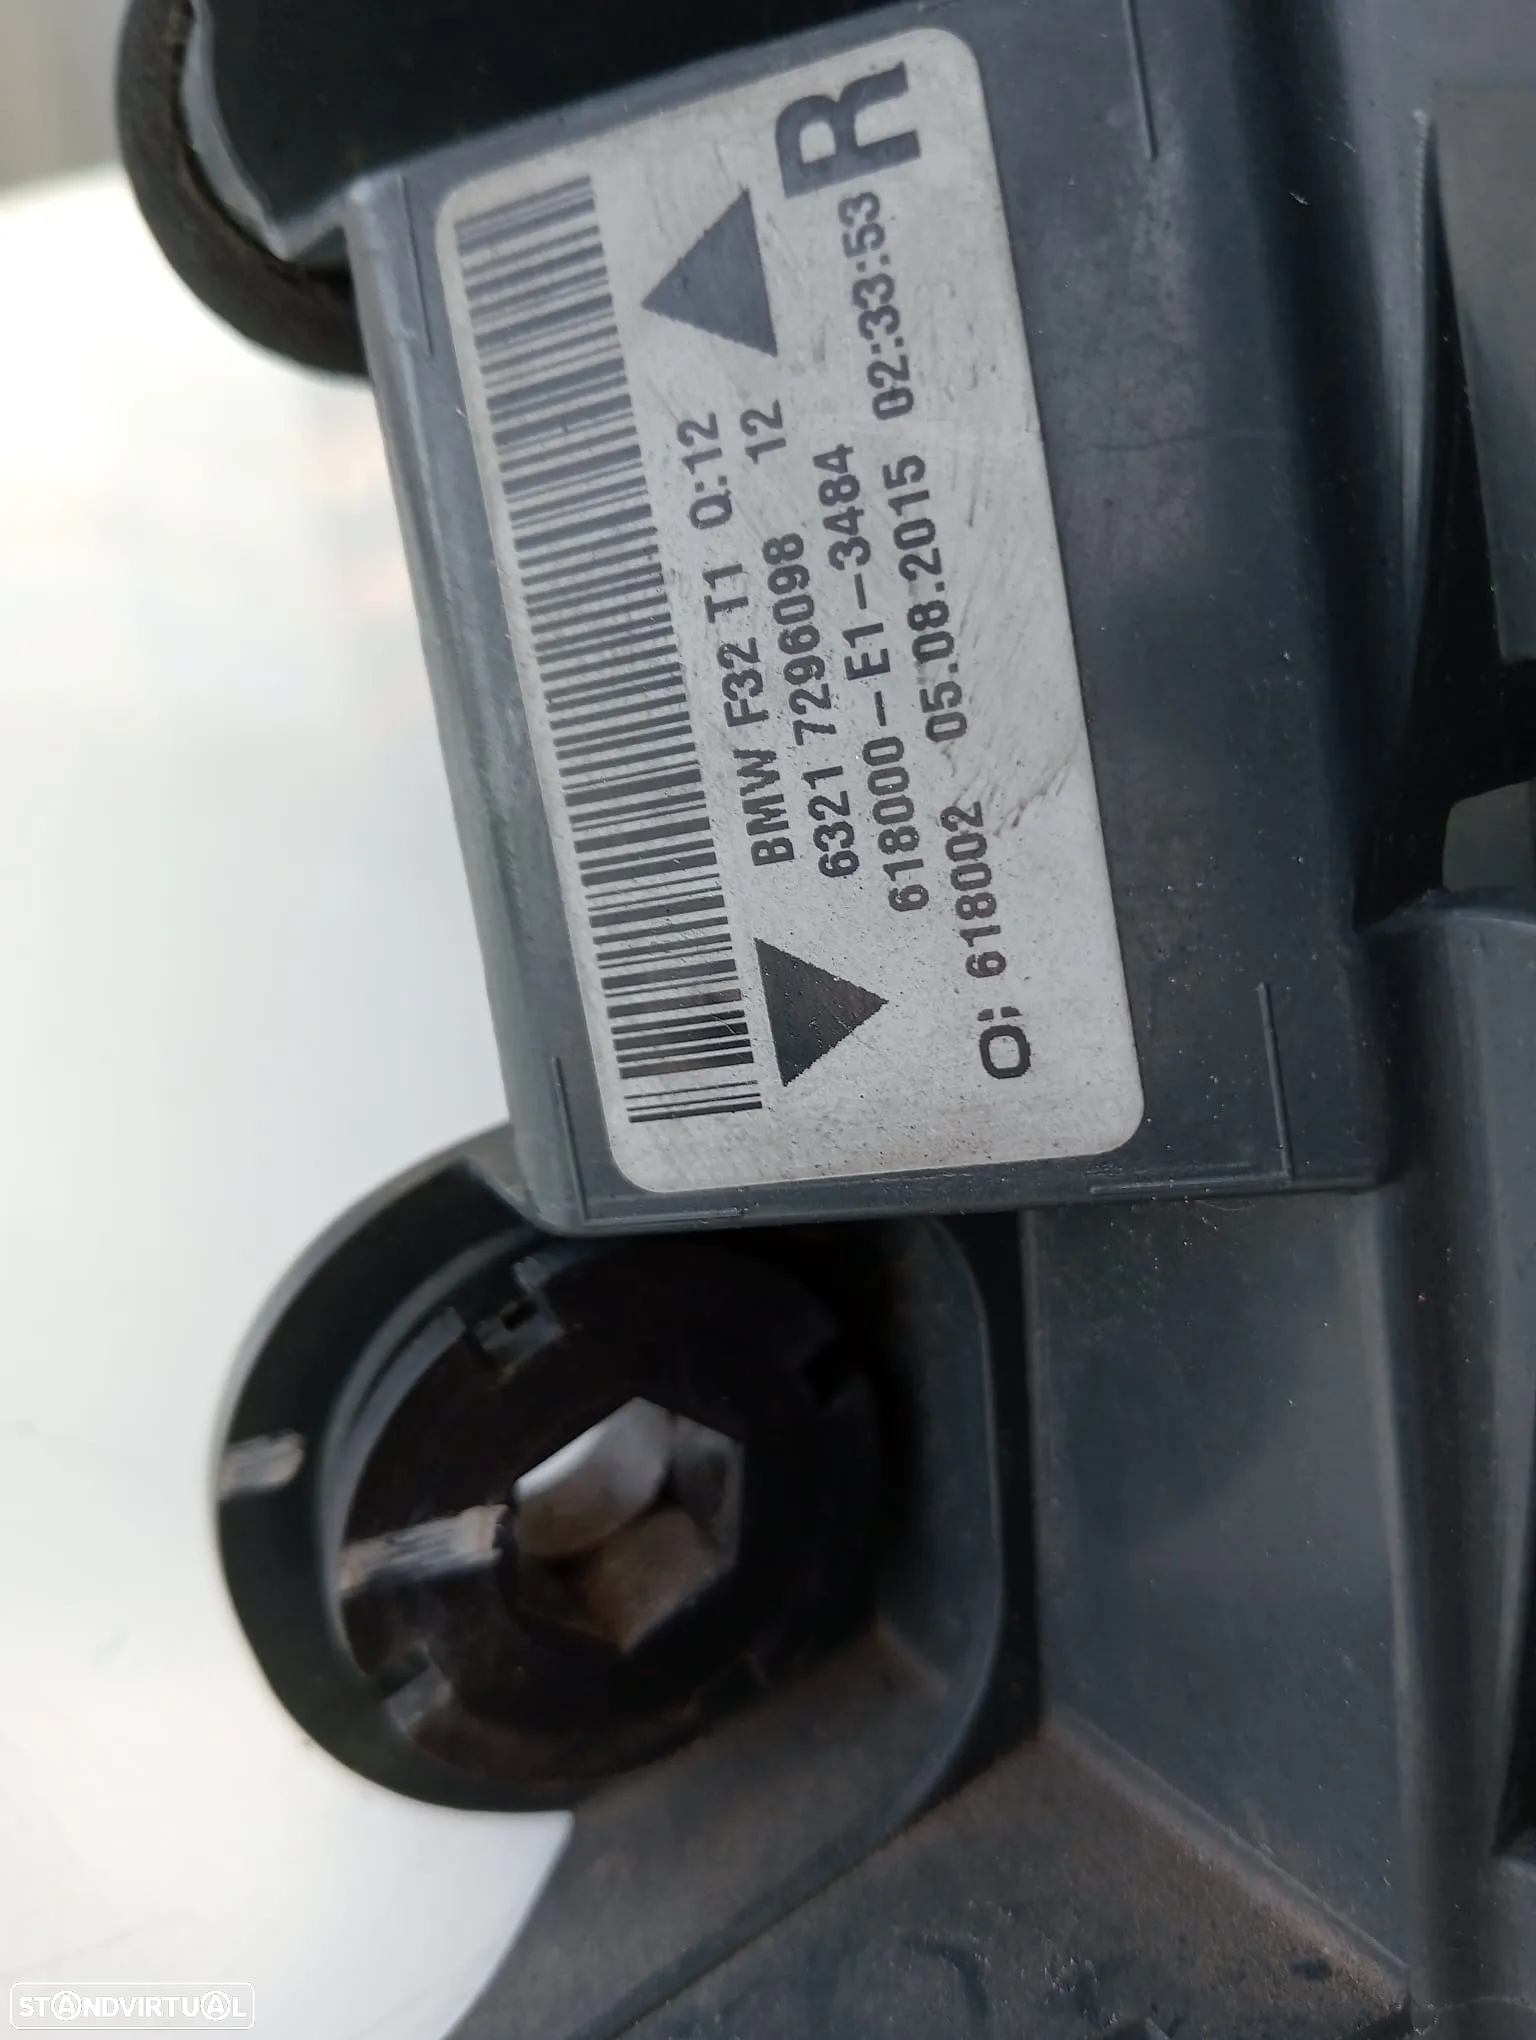 BMW F32 T1 Q:12
6321 7296098 12
618000-E1-3484
618002 05.08.2015 02:33:53
Q; R
STANDVIRTUAL